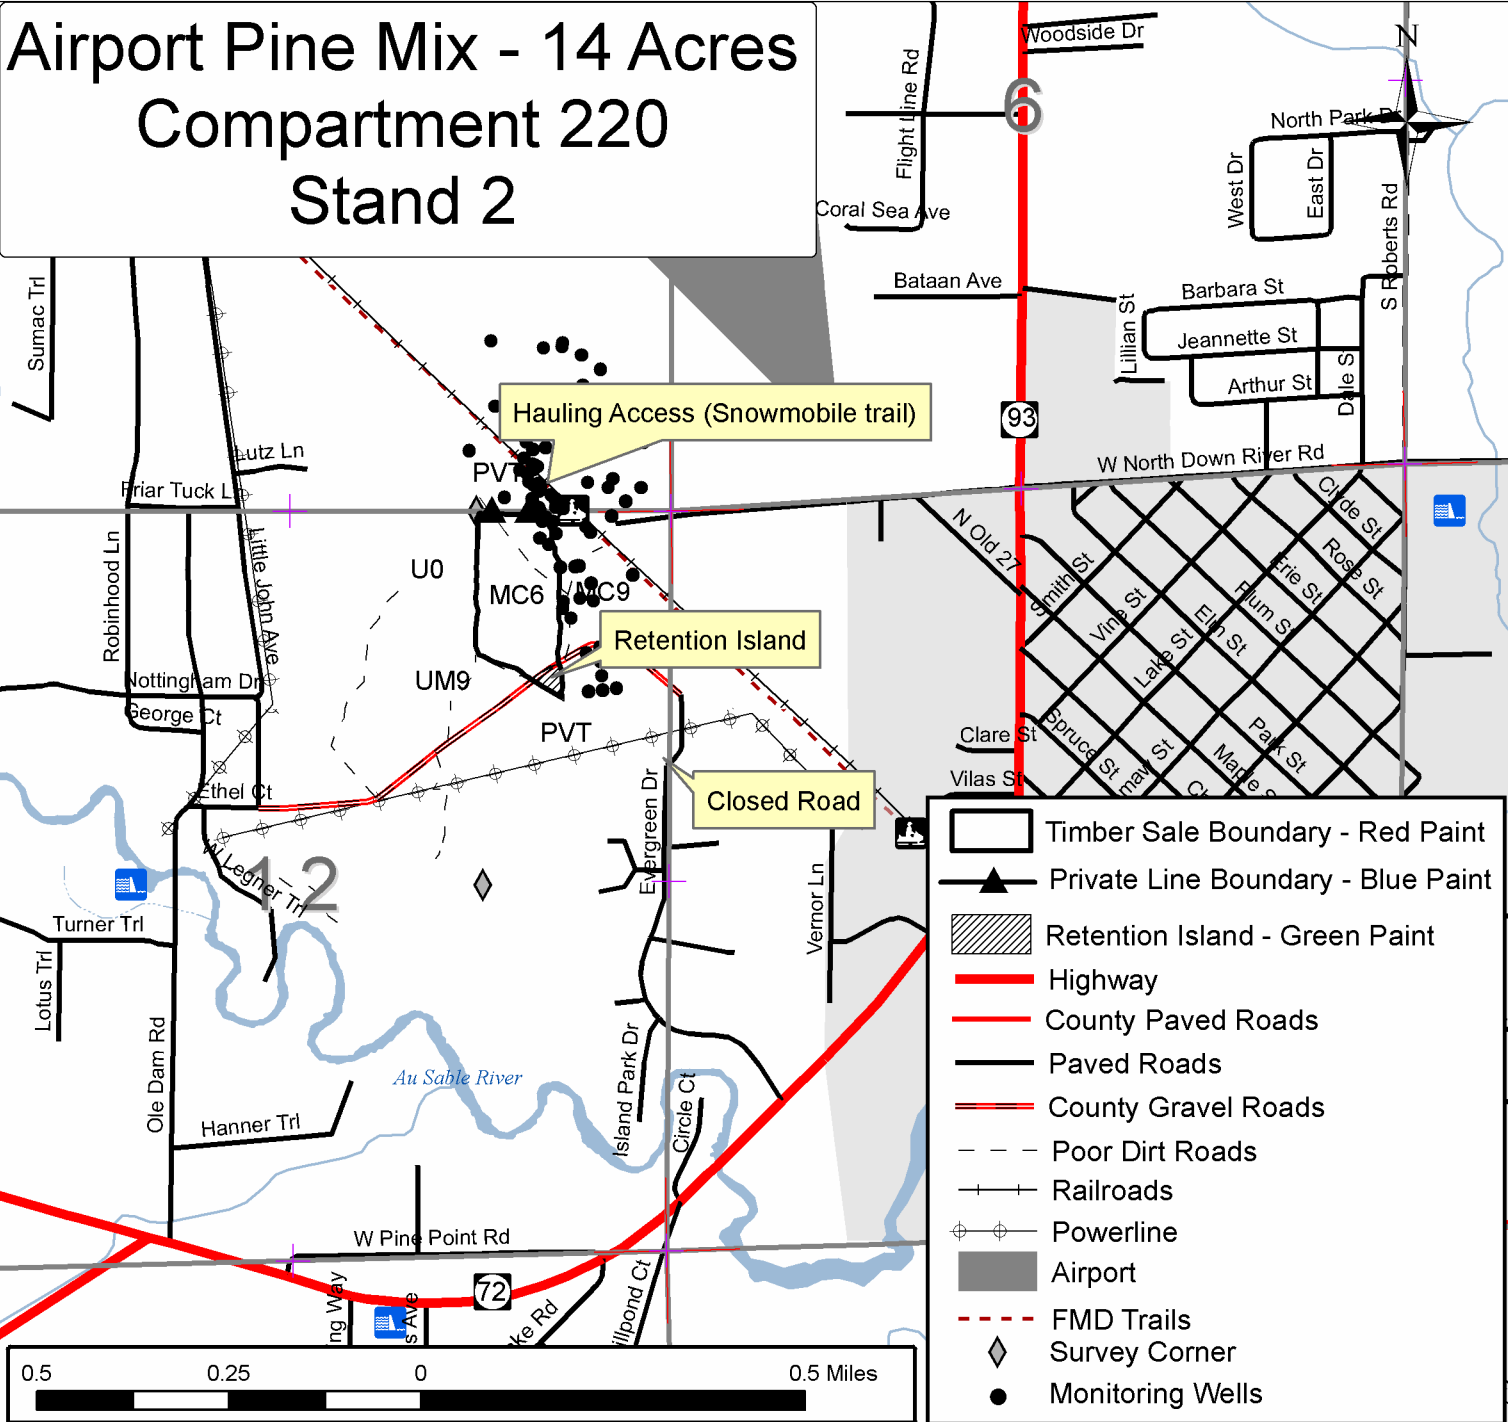 Airport Pine Mix - 14 Acres
Compartment 220
Stand 2
N
Woodside Dr
6
Flight Line Rd
North Park Dr
West Dr
East Dr
S Roberts Rd
Coral Sea Ave
Bataan Ave
Barbara St
Lillian St
Jeannette St
Arthur St
Sumac Trl
Hauling Access (Snowmobile trail)
93
W North Down River Rd
PVT
Friar Tuck L
Robinhood Ln
Little John Ave
U0
MC6
MC9
N Old 27
Smith St
Vine St
Lake St
Elm St
Plum St
Erie St
Rose St
Clyde St
Retention Island
UM9
Nottingham Dr
George Ct
PVT
Ethel Ct
Closed Road
Clare St
Vilas St
Spruce St
Park St
Evergreen Dr
Vernor Ln
12
W Legner Trl
Turner Trl
Lotus Trl
Ole Dam Rd
Au Sable River
Hanner Trl
Island Park Dr
Circle Ct
W Pine Point Rd
72
Timber Sale Boundary - Red Paint
Private Line Boundary - Blue Paint
Retention Island - Green Paint
Highway
County Paved Roads
Paved Roads
County Gravel Roads
Poor Dirt Roads
Railroads
Powerline
Airport
FMD Trails
Survey Corner
Monitoring Wells
0.5 0.25 0 0.5 Miles